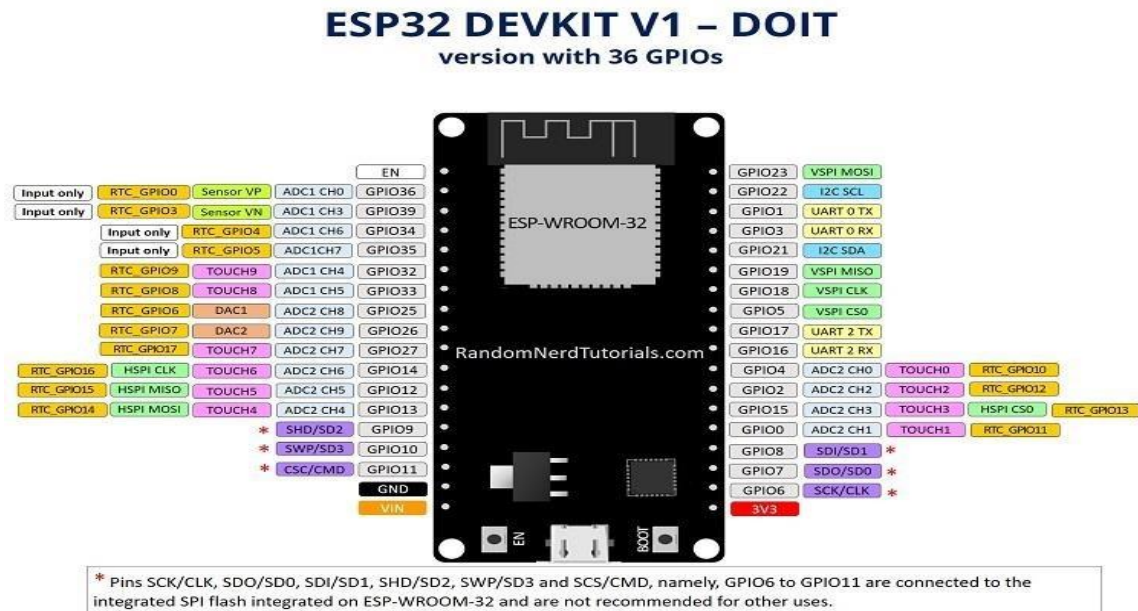 ESP32 DEVKIT V1 – DOIT
version with 36 GPIOs
EN
Input only RTC_GPIO0 Sensor VP ADC1 CH0 GPIO36
Input only RTC_GPIO3 Sensor VN ADC1 CH3 GPIO39
Input only RTC_GPIO4 ADC1 CH6 GPIO34
Input only RTC_GPIO5 ADC1CH7 GPIO35
RTC_GPIO9 TOUCH9 ADC1 CH4 GPIO32
RTC_GPIO8 TOUCH8 ADC1 CH5 GPIO33
RTC_GPIO6 DAC1 ADC2 CH8 GPIO25
RTC_GPIO7 DAC2 ADC2 CH9 GPIO26
RTC_GPIO17 TOUCH7 ADC2 CH7 GPIO27
RTC_GPIO16 HSPI CLK TOUCH6 ADC2 CH6 GPIO14
RTC_GPIO15 HSPI MISO TOUCH5 ADC2 CH5 GPIO12
RTC_GPIO14 HSPI MOSI TOUCH4 ADC2 CH4 GPIO13
* SHD/SD2 GPIO9
* SWP/SD3 GPIO10
* CSC/CMD GPIO11
GND
VIN
ESP-WROOM-32
RandomNerdTutorials.com
EN
BOOT
GPIO23 VSPI MOSI
GPIO22 I2C SCL
GPIO1 UART 0 TX
GPIO3 UART 0 RX
GPIO21 I2C SDA
GPIO19 VSPI MISO
GPIO18 VSPI CLK
GPIO5 VSPI CS0
GPIO17 UART 2 TX
GPIO16 UART 2 RX
GPIO4 ADC2 CH0 TOUCH0 RTC_GPIO10
GPIO2 ADC2 CH2 TOUCH2 RTC_GPIO12
GPIO15 ADC2 CH3 TOUCH3 HSPI CS0 RTC_GPIO13
GPIO0 ADC2 CH1 TOUCH1 RTC_GPIO11
GPIO8 SDI/SD1 *
GPIO7 SDO/SD0 *
GPIO6 SCK/CLK *
3V3
* Pins SCK/CLK, SDO/SD0, SDI/SD1, SHD/SD2, SWP/SD3 and SCS/CMD, namely, GPIO6 to GPIO11 are connected to the
integrated SPI flash integrated on ESP-WROOM-32 and are not recommended for other uses.